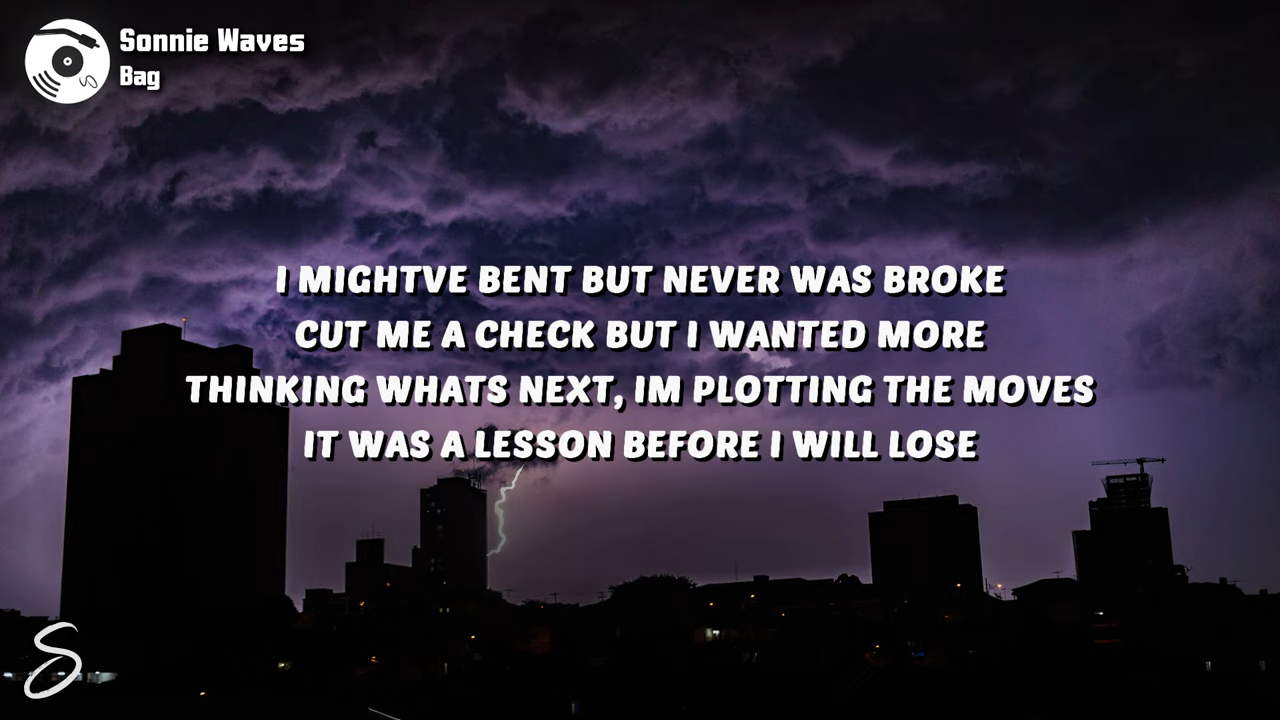 Sonnie Waves
Bag
I MIGHTVE BENT BUT NEVER WAS BROKE
CUT ME A CHECK BUT I WANTED MORE
THINKING WHATS NEXT, IM PLOTTING THE MOVES
IT WAS A LESSON BEFORE I WILL LOSE
S